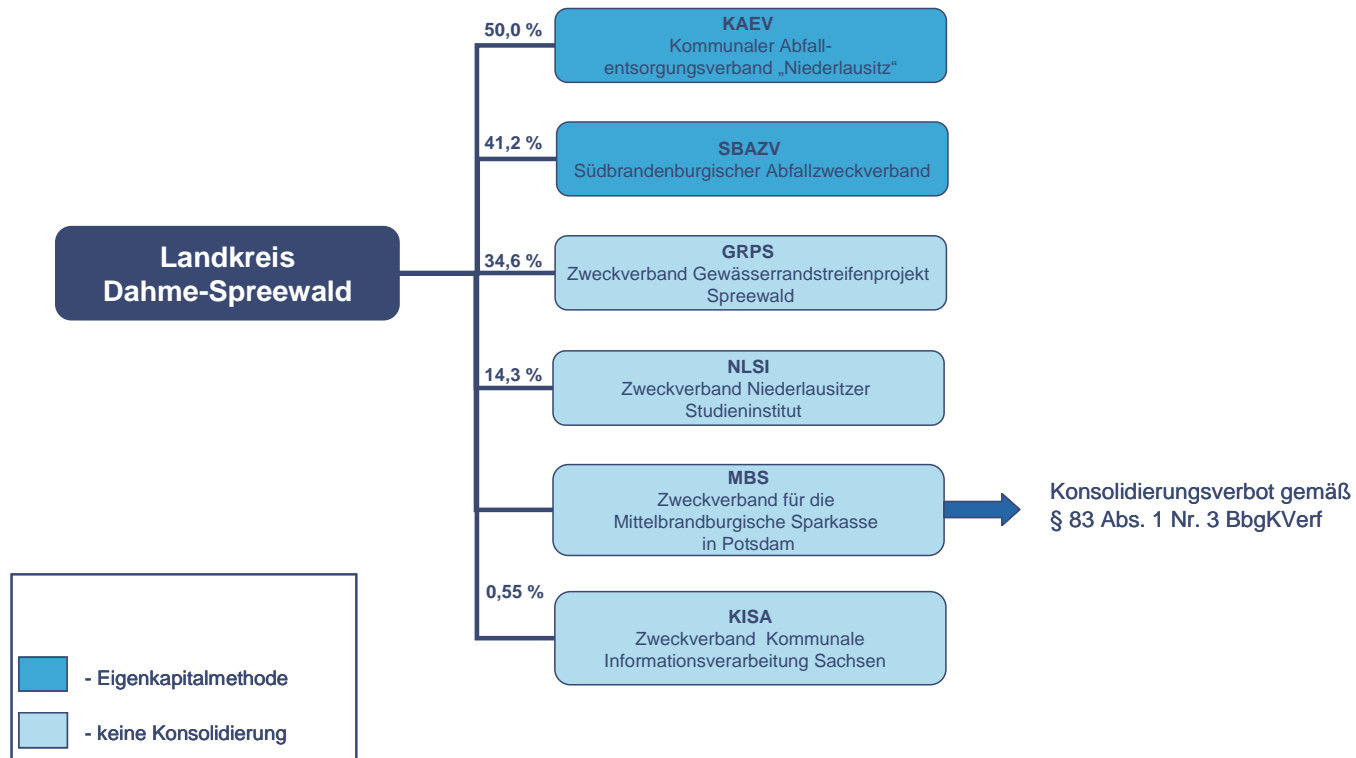 50,0 %
KAEV
Kommunaler Abfall-
entsorgungsverband „Niederlausitz“
41,2 %
SBAZV
Südbrandenburgischer Abfallzweckverband
Landkreis
Dahme-Spreewald
34,6 %
GRPS
Zweckverband Gewässerrandstreifenprojekt
Spreewald
14,3 %
NLSI
Zweckverband Niederlausitzer
Studieninstitut
MBS
Zweckverband für die
Mittelbrandburgische Sparkasse
in Potsdam
Konsolidierungsverbot gemäß
§ 83 Abs. 1 Nr. 3 BbgKVerf
0,55 %
KISA
Zweckverband Kommunale
Informationsverarbeitung Sachsen
- Eigenkapitalmethode
- keine Konsolidierung